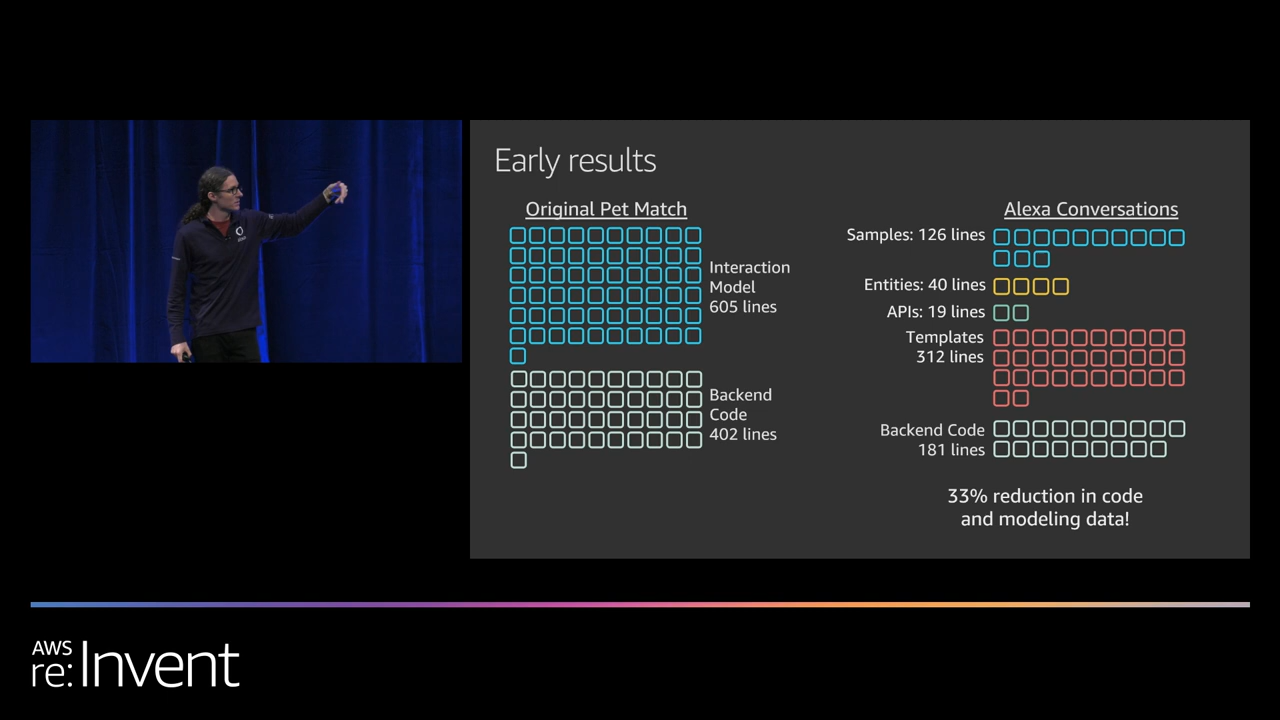 Early results
Original Pet Match
Interaction
Model
605 lines
Backend
Code
402 lines
Alexa Conversations
Samples: 126 lines
Entities: 40 lines
APIs: 19 lines
Templates
312 lines
Backend Code
181 lines
33% reduction in code
and modeling data!
AWS
re:Invent